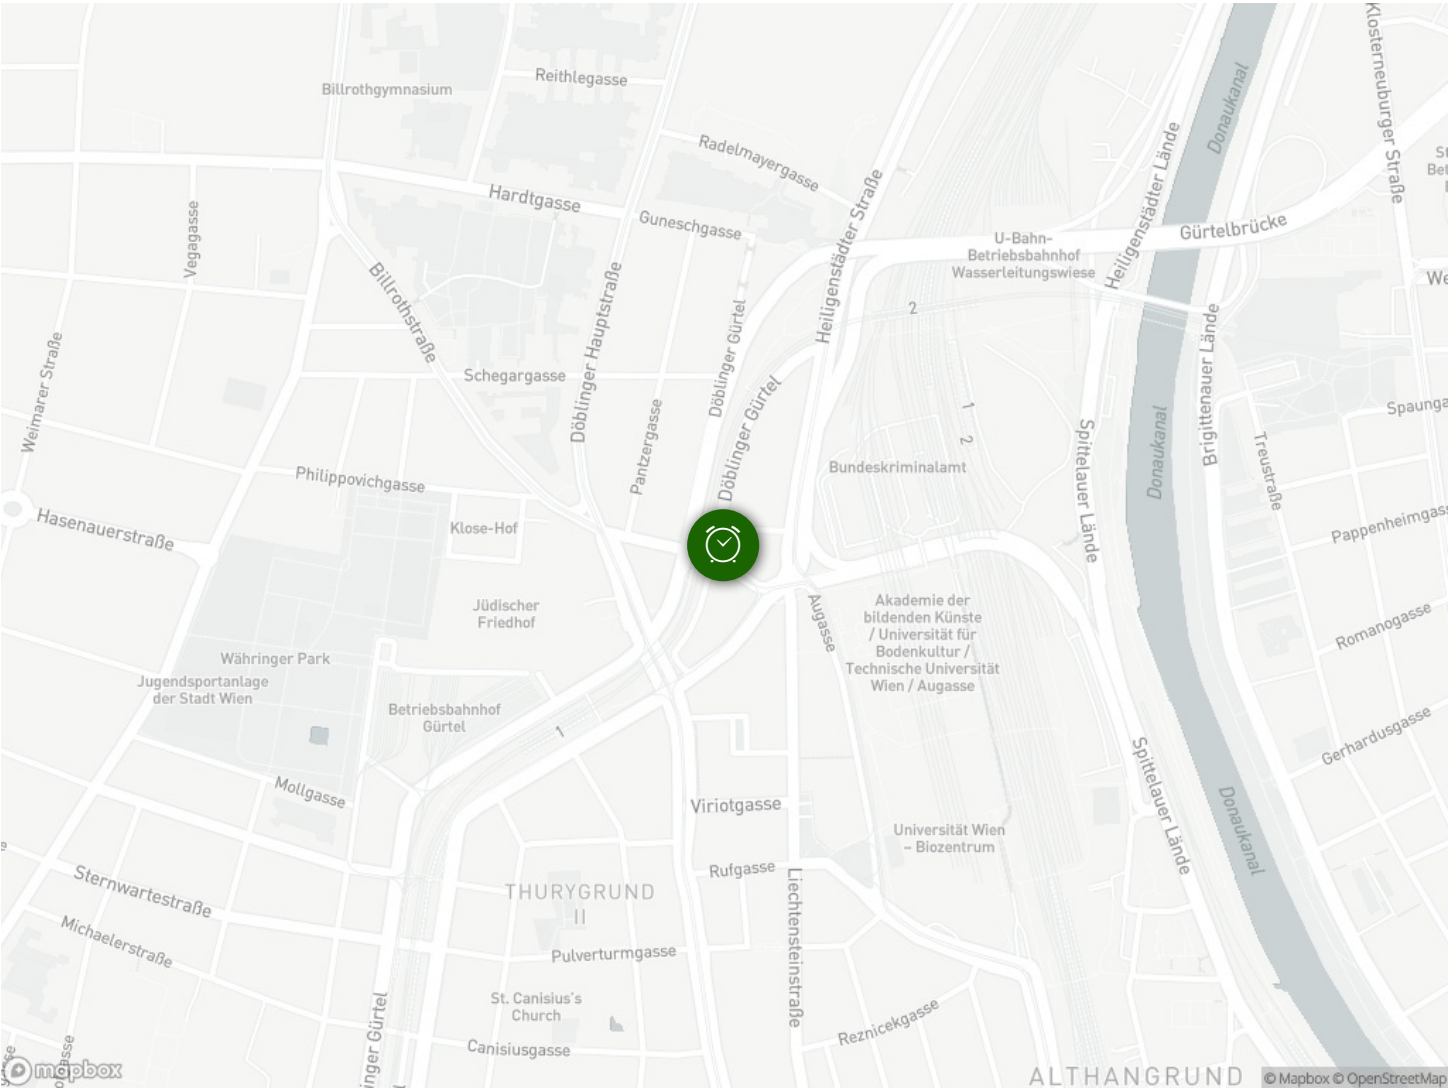 Klosterneuburger Straße
Reithlegasse
Billrothgymnasium
Donaukanal
Radelmayergasse
Heiligenstädter Lände
Hardtgasse
Guneschgasse
Heiligenstädter Straße
Gürtelbrücke
U-Bahn-
Betriebsbahnhof
Wasserleitungswiese
Vegagasse
Billrothstraße
Döblinger Hauptstraße
Döblinger Gürtel
2
Weimarer Straße
Schegargasse
Döblinger Gürtel
Brigittenauer Lände
Pantzergasse
1
2
Spittelauer Lände
Donaukanal
Treustraße
Philippovichgasse
Bundeskriminalamt
Hasenauerstraße
Klose-Hof
Jüdischer
Friedhof
Augasse
Akademie der
bildenden Künste
/ Universität für
Bodenkultur /
Technische Universität
Wien / Augasse
Romanogasse
Währinger Park
Jugendsportanlage
der Stadt Wien
Betriebsbahnhof
Gürtel
1
Gerhardusgasse
Spittelauer Lände
Donaukanal
Mollgasse
Viriotgasse
Universität Wien
– Biozentrum
Rufgasse
Sternwartestraße
THURYGRUND
II
Liechtensteinstraße
Michaelerstraße
Pulverturmgasse
St. Canisius's
Church
Reznicekgasse
Canisiusgasse
ALTHANGRUND
mapbox
© Mapbox © OpenStreetMap